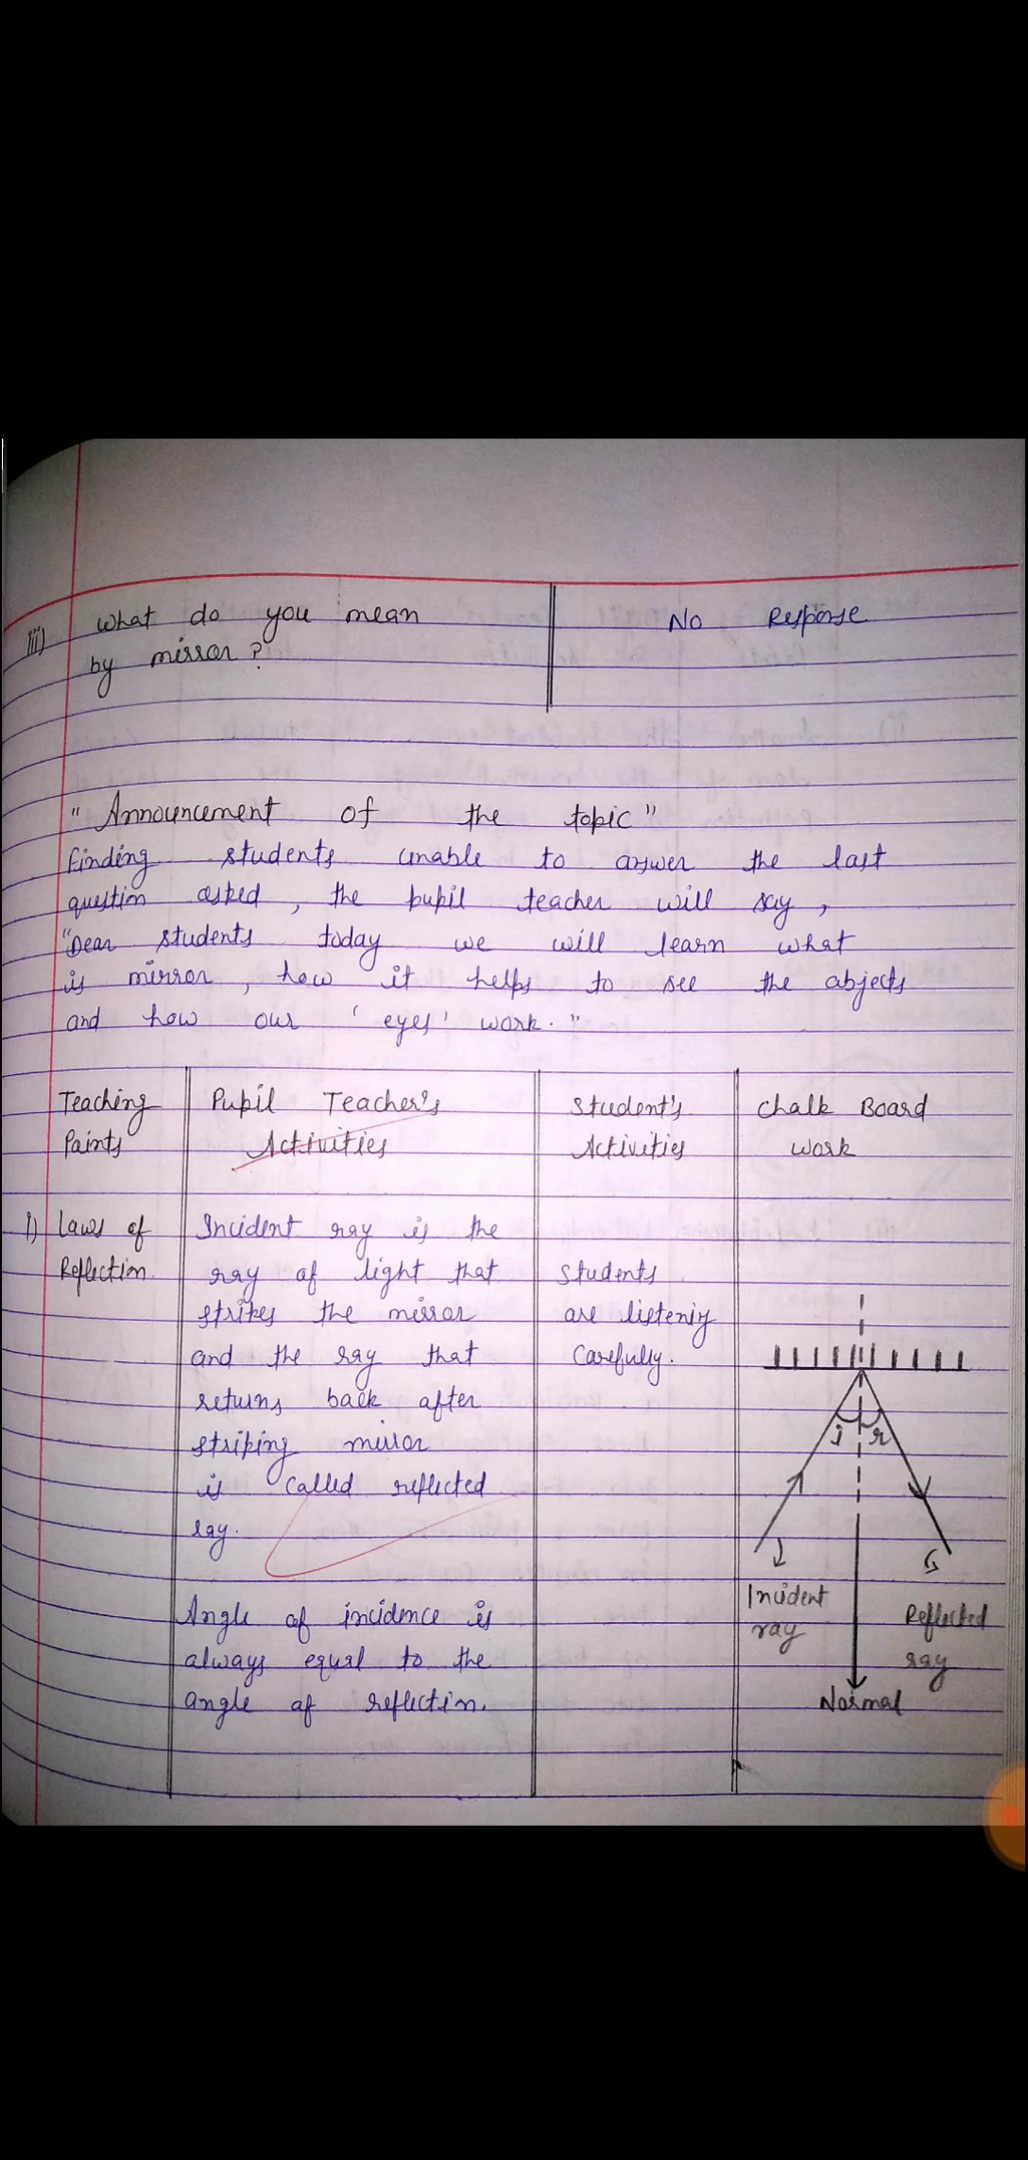 iii) What do you mean
by mirror ?
No Response
"Announcement of the topic"
Finding students unable to answer the last
question asked, the pupil teacher will say,
"Dear students today we will learn what
is mirror, how it helps to see the objects
and how our 'eyes' work."
Teaching
Points
Pupil Teacher's
Activities
Student's
Activities
Chalk Board
work
i) Laws of
Reflection.
Incident ray is the
ray of light that
strikes the mirror
and the ray that
returns back after
striking mirror
is called reflected
ray.
Angle of incidence is
always equal to the
angle of reflection.
Students
are listening
carefully.
i r
Incident
ray
Reflected
ray
Normal